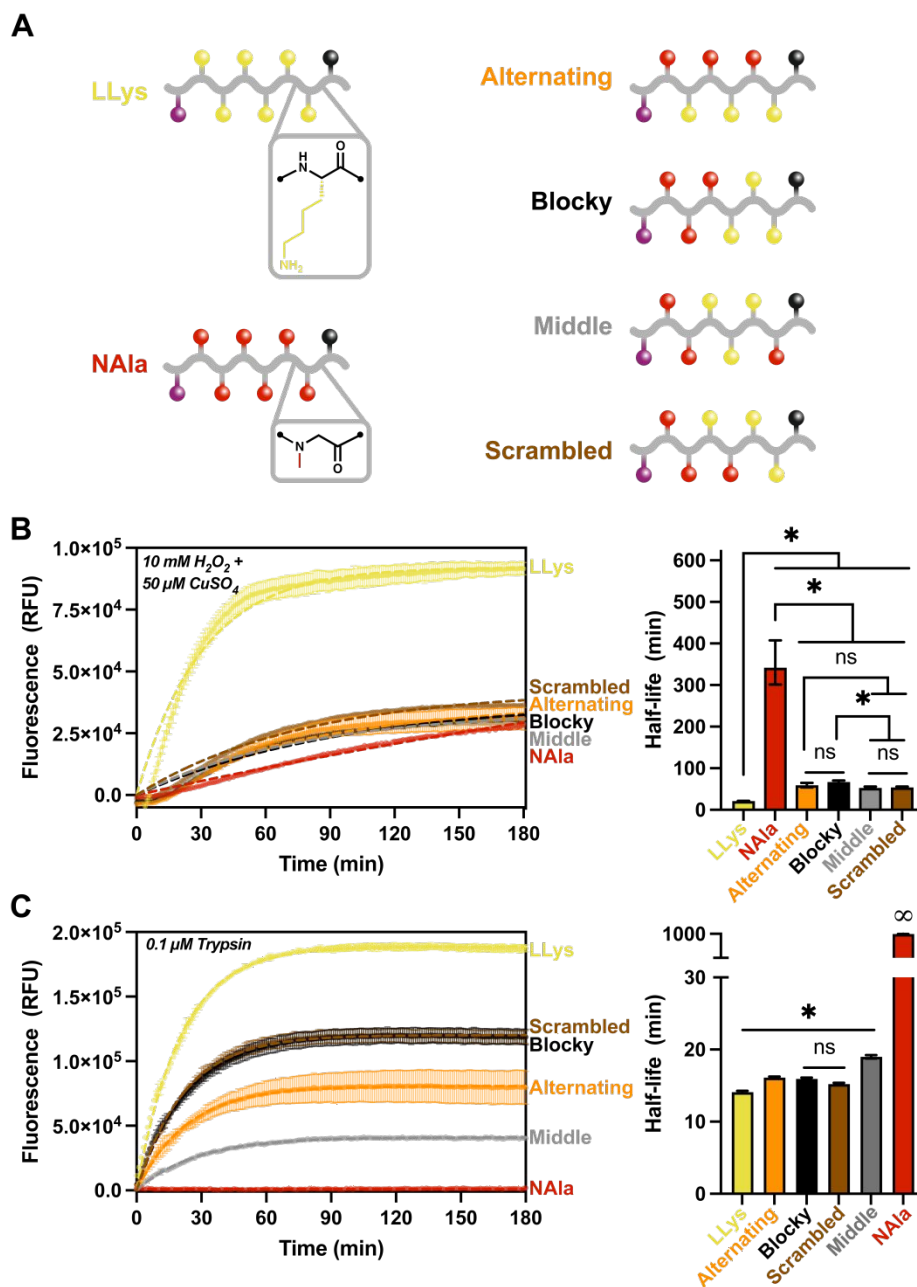 A
LLys
H
N
O
NH₂
NAla
N
O
Alternating
Blocky
Middle
Scrambled
B
Fluorescence (RFU)
1.0×10⁵
7.5×10⁴
5.0×10⁴
2.5×10⁴
0.0
10 mM H₂O₂ +
50 µM CuSO₄
LLys
Scrambled
Alternating
Blocky
Middle
NAla
0 30 60 90 120 150 180
Time (min)
Half-life (min)
600
500
400
300
200
100
0
*
*
ns
*
ns
ns
LLys
NAla
Alternating
Blocky
Middle
Scrambled
C
Fluorescence (RFU)
2.0×10⁵
1.5×10⁵
1.0×10⁵
5.0×10⁴
0.0
0.1 µM Trypsin
LLys
Scrambled
Blocky
Alternating
Middle
NAla
0 30 60 90 120 150 180
Time (min)
Half-life (min)
1000
30
20
10
0
∞
*
ns
LLys
Alternating
Blocky
Scrambled
Middle
NAla